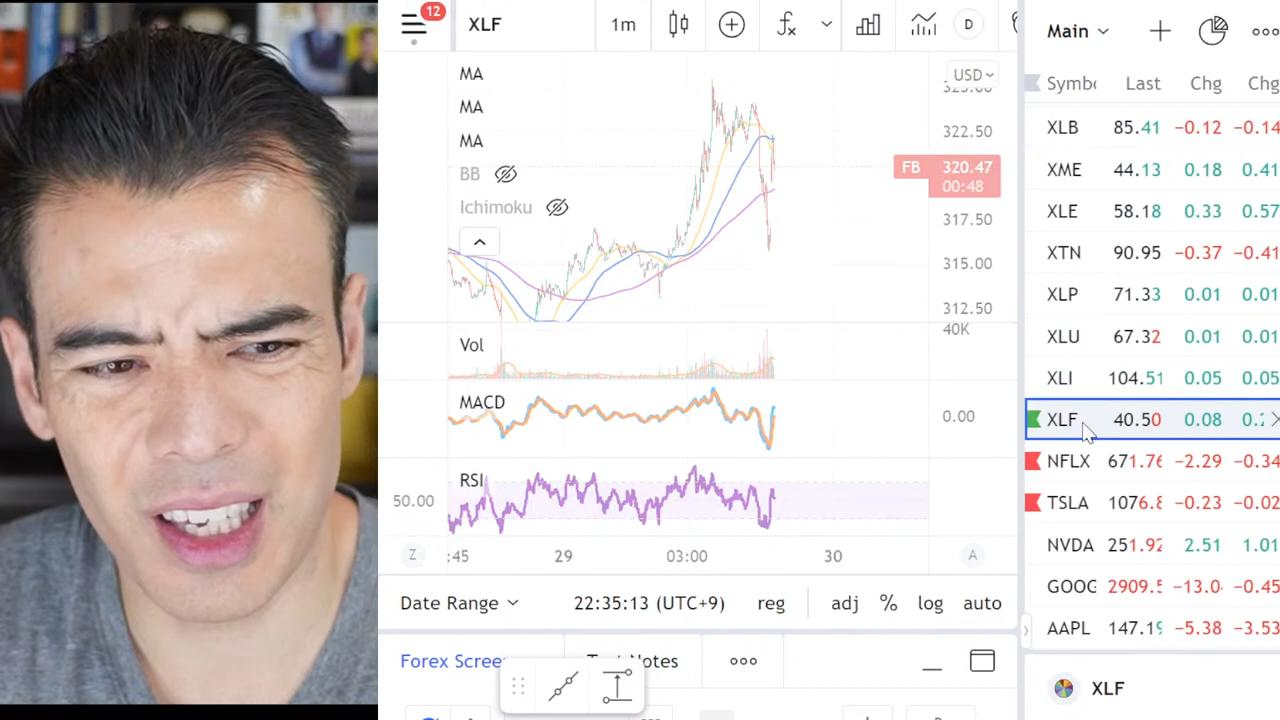 12
XLF
1m
D
MA
MA
MA
BB
Ichimoku
USD
322.50
FB 320.47
00:48
317.50
315.00
312.50
Vol
40K
MACD
0.00
RSI
50.00
Z
:45
29
03:00
30
A
Date Range
22:35:13 (UTC+9)
reg
adj
%
log
auto
Forex
Notes
Main
Last Chg Chg
XLB 85.41 −0.12 −0.14
XME 44.13 0.18 0.41
XLE 58.18 0.33 0.57
XTN 90.95 −0.37 −0.41
XLP 71.33 0.01 0.01
XLU 67.32 0.01 0.01
XLI 104.51 0.05 0.05
XLF 40.50 0.08
NFLX 671.76 −2.29 −0.34
TSLA 1076.8 −0.23 −0.02
NVDA 251.92 2.51 1.01
GOOG 2909.5 −13.0 −0.45
AAPL 147.19 −5.38 −3.53
XLF